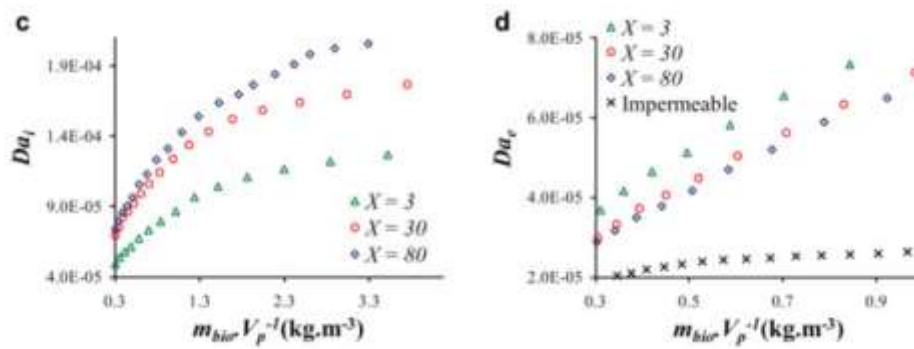 c
1.9E-04
1.4E-04
9.0E-05
4.0E-05
Da_i
X = 3
X = 30
X = 80
0.3 1.3 2.3 3.3
m_bio.V_p^-1(kg.m^-3)
d
X = 3
X = 30
X = 80
Impermeable
8.0E-05
6.0E-05
4.0E-05
2.0E-05
Da_e
0.3 0.5 0.7 0.9
m_bio.V_p^-1(kg.m^-3)